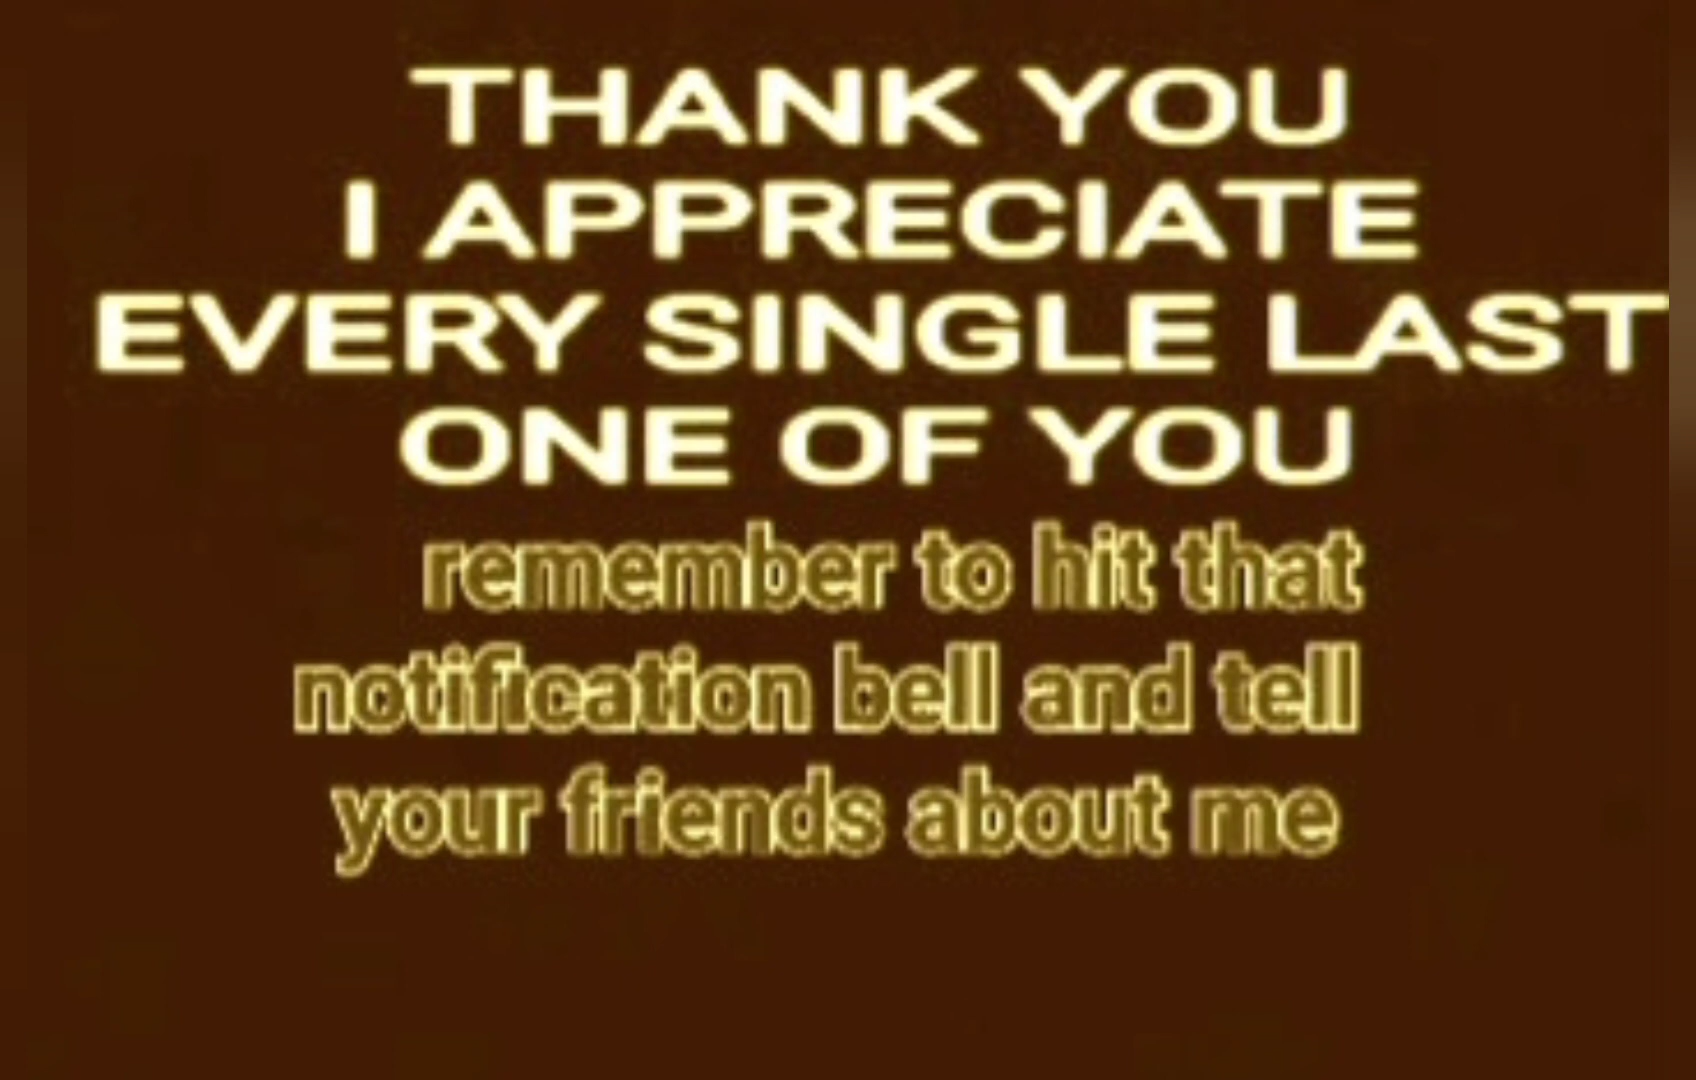 THANK YOU
I APPRECIATE
EVERY SINGLE LAST
ONE OF YOU
remember to hit that
notification bell and tell
your friends about me